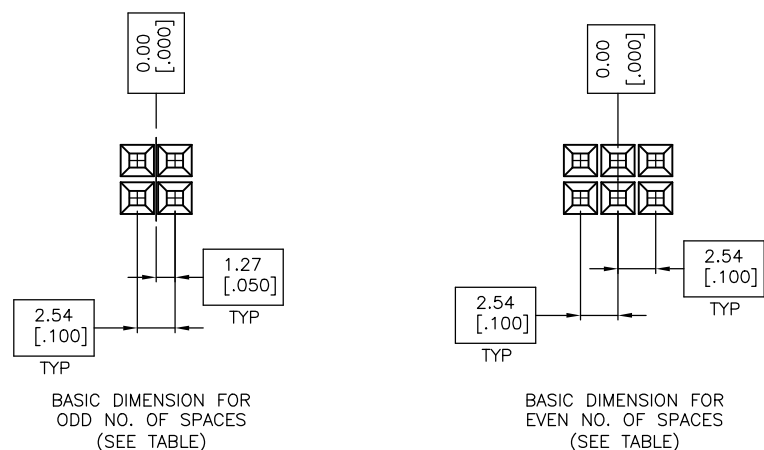 0.00
[.000]
1.27
[.050]
TYP
2.54
[.100]
TYP
BASIC DIMENSION FOR
ODD NO. OF SPACES
(SEE TABLE)
0.00
[.000]
2.54
[.100]
TYP
2.54
[.100]
TYP
BASIC DIMENSION FOR
EVEN NO. OF SPACES
(SEE TABLE)